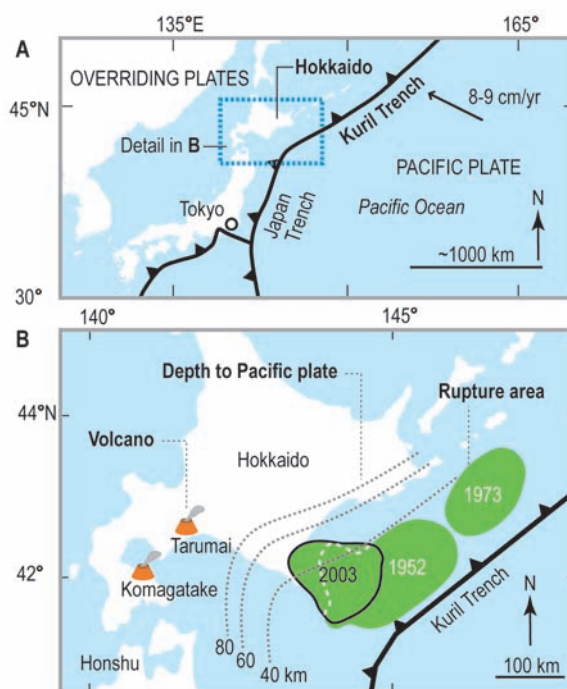 A
135°
165°
OVERRIDING PLATES
Hokkaido
45°N
Kuril Trench
8-9 cm/yr
Detail in B
PACIFIC PLATE
Tokyo
Japan
Trench
Pacific Ocean
N
~1000 km
30°
B
140°
145°
Depth to Pacific plate
Rupture area
44°
Volcano
Hokkaido
1973
Tarumai
42°
2003
1952
Komagatake
Kuril Trench
N
80
60
40 km
Honshu
100 km